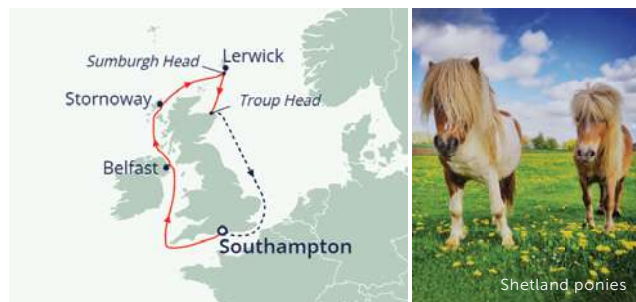 Sumburgh Head
Lerwick
Stornoway
Troup Head
Belfast
Southampton
Shetland ponies